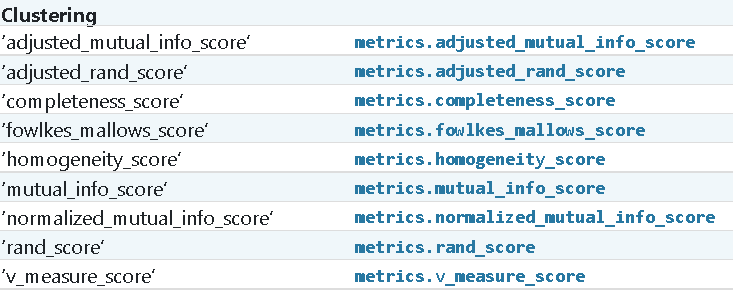 Clustering
’adjusted_mutual_info_score‘ metrics.adjusted_mutual_info_score
’adjusted_rand_score‘ metrics.adjusted_rand_score
’completeness_score‘ metrics.completeness_score
’fowlkes_mallows_score‘ metrics.fowlkes_mallows_score
’homogeneity_score‘ metrics.homogeneity_score
’mutual_info_score‘ metrics.mutual_info_score
’normalized_mutual_info_score‘ metrics.normalized_mutual_info_score
’rand_score‘ metrics.rand_score
’v_measure_score‘ metrics.v_measure_score